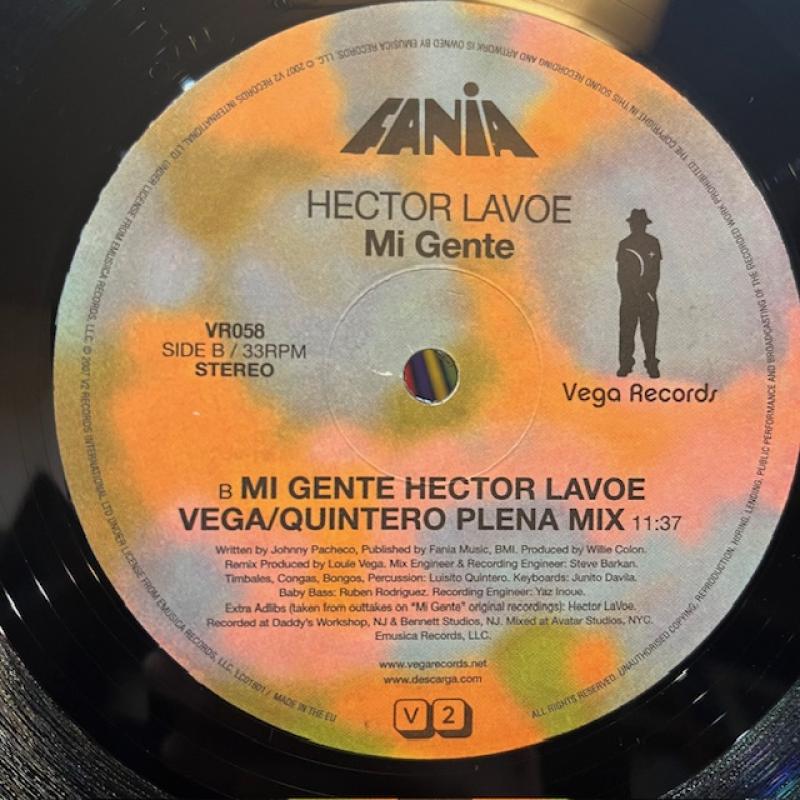 FANIA
HECTOR LAVOE
Mi Gente
VR058
SIDE B / 33RPM
STEREO
Vega Records
B MI GENTE HECTOR LAVOE
VEGA/QUINTERO PLENA MIX 11:37
Written by Johnny Pacheco, Published by Fania Music, BMI. Produced by Willie Colon.
Remix Produced by Louie Vega. Mix Engineer & Recording Engineer: Steve Barkan.
Timbales, Congas, Bongos, Percussion: Luisito Quintero. Keyboards: Junito Davila.
Baby Bass: Ruben Rodriguez. Recording Engineer: Yaz Inoue.
Extra Adlibs (taken from outtakes on "Mi Gente" original recordings): Hector LaVoe.
Recorded at Daddy's Workshop, NJ & Bennett Studios, NJ. Mixed at Avatar Studios, NYC.
Emusica Records, LLC.
www.vegarecords.net
www.descarga.com
V2
℗ 2007 V2 RECORDS INTERNATIONAL LTD UNDER LICENSE FROM EMUSICA RECORDS, LLC. LC01801 / MADE IN THE EU
© 2007 V2 RECORDS INTERNATIONAL LTD. UNDER LICENSE FROM EMUSICA RECORDS, LLC.
THE COPYRIGHT IN THIS SOUND RECORDING AND ARTWORK IS OWNED BY EMUSICA RECORDS, LLC.
ALL RIGHTS RESERVED. UNAUTHORISED COPYING, REPRODUCTION, HIRING, LENDING, PUBLIC PERFORMANCE AND BROADCASTING OF THE RECORDED WORK PROHIBITED.